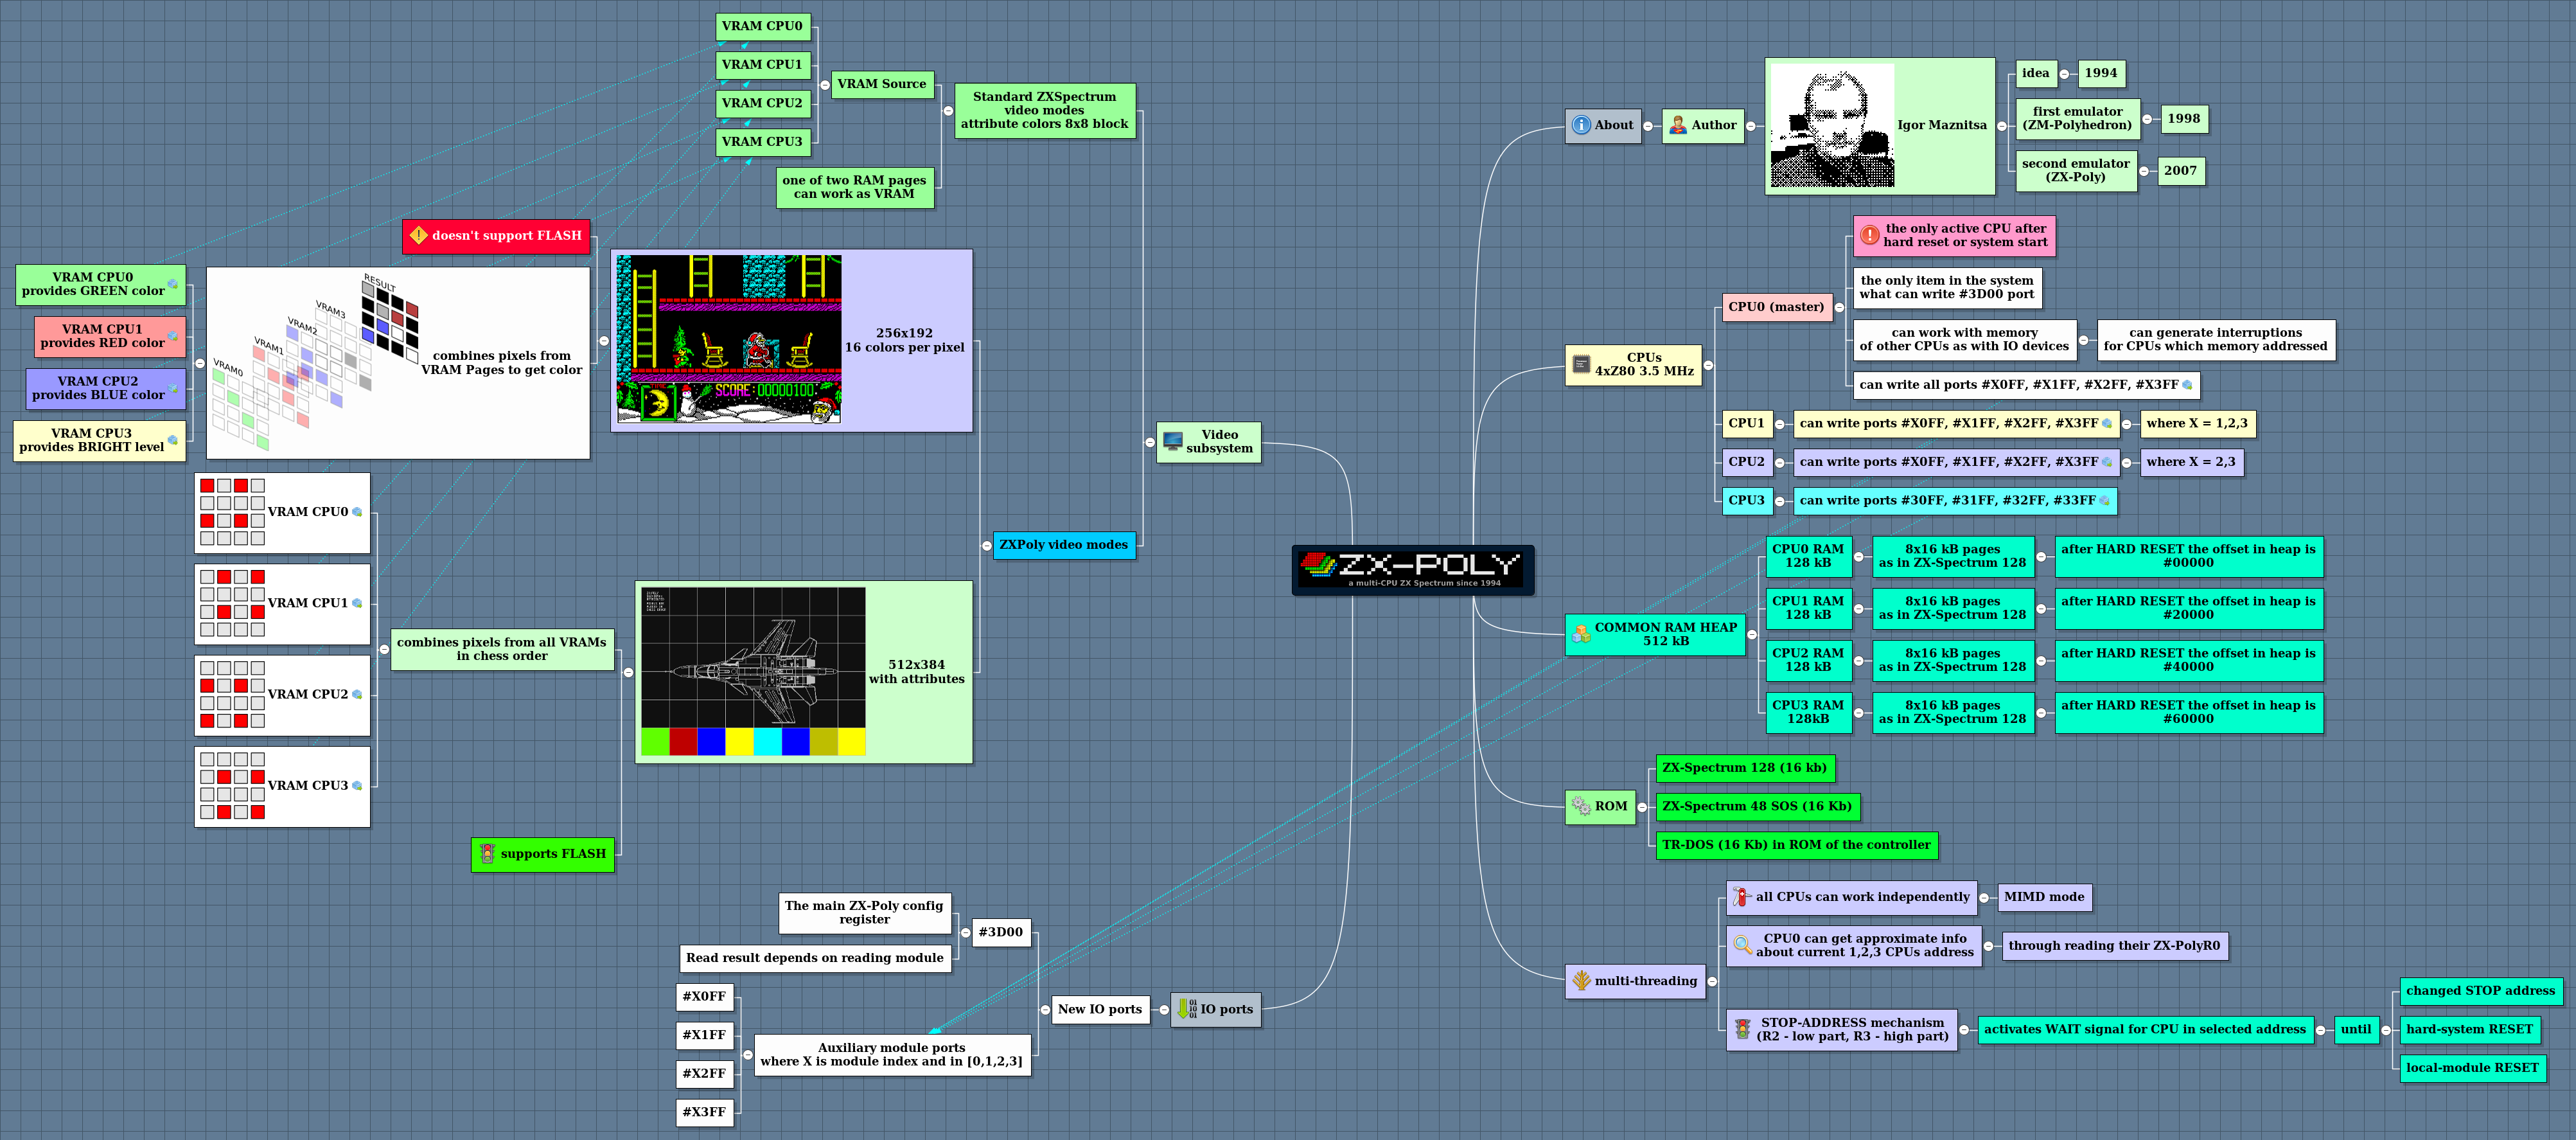 VRAM CPU0
VRAM CPU1
VRAM CPU2
VRAM CPU3
VRAM Source
one of two RAM pages
can work as VRAM
Standard ZXSpectrum
video modes
attribute colors 8x8 block
doesn't support FLASH
VRAM CPU0
provides GREEN color
VRAM CPU1
provides RED color
VRAM CPU2
provides BLUE color
VRAM CPU3
provides BRIGHT level
RESULT
VRAM3
VRAM2
VRAM1
VRAM0
combines pixels from
VRAM Pages to get color
SCORE:00000100
256x192
16 colors per pixel
Video
subsystem
ZXPoly video modes
VRAM CPU0
VRAM CPU1
VRAM CPU2
VRAM CPU3
combines pixels from all VRAMs
in chess order
supports FLASH
512x384
with attributes
The main ZX-Poly config
register
Read result depends on reading module
#3D00
#X0FF
#X1FF
#X2FF
#X3FF
Auxiliary module ports
where X is module index and in [0,1,2,3]
New IO ports
01
10
01
IO ports
ZX-POLY
a multi-CPU ZX Spectrum since 1994
About
Author
Igor Maznitsa
idea
1994
first emulator
(ZM-Polyhedron)
1998
second emulator
(ZX-Poly)
2007
CPUs
4xZ80 3.5 MHz
CPU0 (master)
the only active CPU after
hard reset or system start
the only item in the system
what can write #3D00 port
can work with memory
of other CPUs as with IO devices
can generate interruptions
for CPUs which memory addressed
can write all ports #X0FF, #X1FF, #X2FF, #X3FF
CPU1
can write ports #X0FF, #X1FF, #X2FF, #X3FF
where X = 1,2,3
CPU2
can write ports #X0FF, #X1FF, #X2FF, #X3FF
where X = 2,3
CPU3
can write ports #30FF, #31FF, #32FF, #33FF
COMMON RAM HEAP
512 kB
CPU0 RAM
128 kB
8x16 kB pages
as in ZX-Spectrum 128
after HARD RESET the offset in heap is
#00000
CPU1 RAM
128 kB
8x16 kB pages
as in ZX-Spectrum 128
after HARD RESET the offset in heap is
#20000
CPU2 RAM
128 kB
8x16 kB pages
as in ZX-Spectrum 128
after HARD RESET the offset in heap is
#40000
CPU3 RAM
128kB
8x16 kB pages
as in ZX-Spectrum 128
after HARD RESET the offset in heap is
#60000
ROM
ZX-Spectrum 128 (16 kb)
ZX-Spectrum 48 SOS (16 Kb)
TR-DOS (16 Kb) in ROM of the controller
multi-threading
all CPUs can work independently
MIMD mode
CPU0 can get approximate info
about current 1,2,3 CPUs address
through reading their ZX-PolyR0
STOP-ADDRESS mechanism
(R2 - low part, R3 - high part)
activates WAIT signal for CPU in selected address
until
changed STOP address
hard-system RESET
local-module RESET